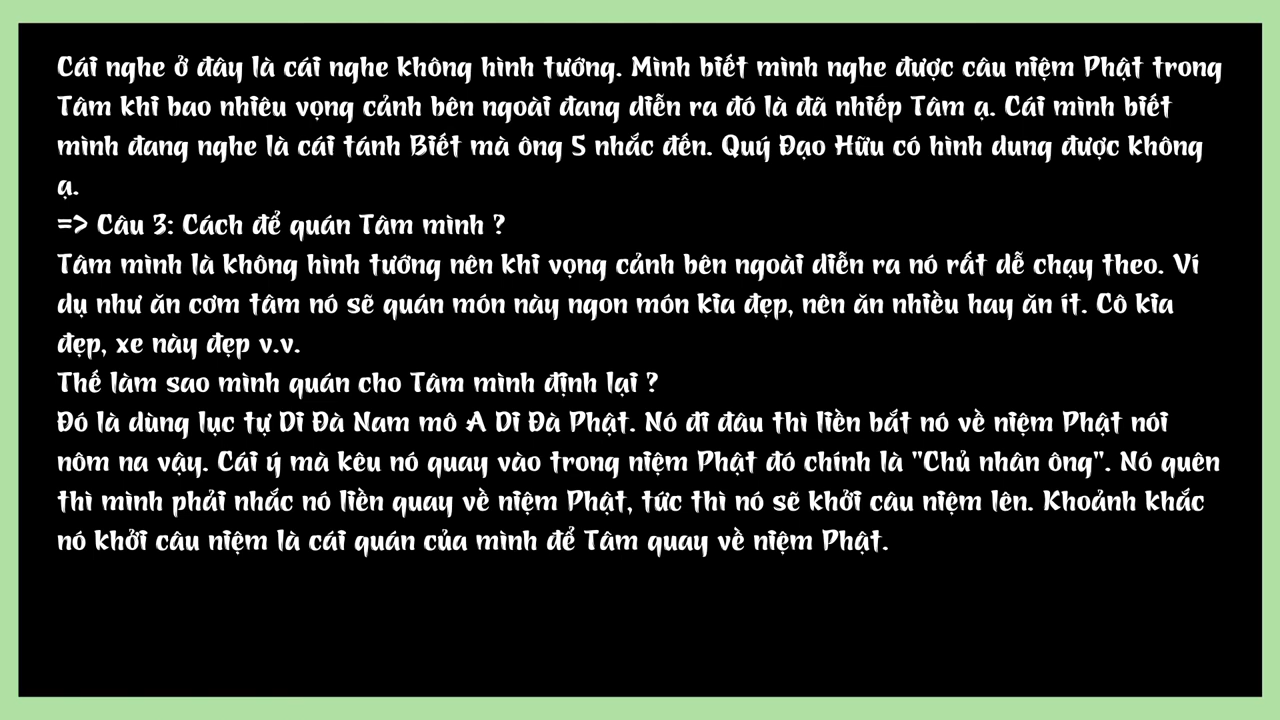 Cái nghe ở đây là cái nghe không hình tướng. Mình biết mình nghe được câu niệm Phật trong
Tâm khi bao nhiêu vọng cảnh bên ngoài đang diễn ra đó là đã nhiếp Tâm ạ. Cái mình biết
mình đang nghe là cái tánh Biết mà ông 5 nhắc đến. Quý Đạo Hữu có hình dung được không
ạ.
=> Câu 3: Cách để quán Tâm mình ?
Tâm mình là không hình tướng nên khi vọng cảnh bên ngoài diễn ra nó rất dễ chạy theo. Ví
dụ như ăn cơm tâm nó sẽ quán món này ngon món kia đẹp, nên ăn nhiều hay ăn ít. Cô kia
đẹp, xe này đẹp v.v.
Thế làm sao mình quán cho Tâm mình định lại ?
Đó là dùng lục tự Di Đà Nam mô A Di Đà Phật. Nó đi đâu thì liền bắt nó về niệm Phật nói
nôm na vậy. Cái ý mà kêu nó quay vào trong niệm Phật đó chính là "Chủ nhân ông". Nó quên
thì mình phải nhắc nó liền quay về niệm Phật, tức thì nó sẽ khởi câu niệm lên. Khoảnh khắc
nó khởi câu niệm là cái quán của mình để Tâm quay về niệm Phật.